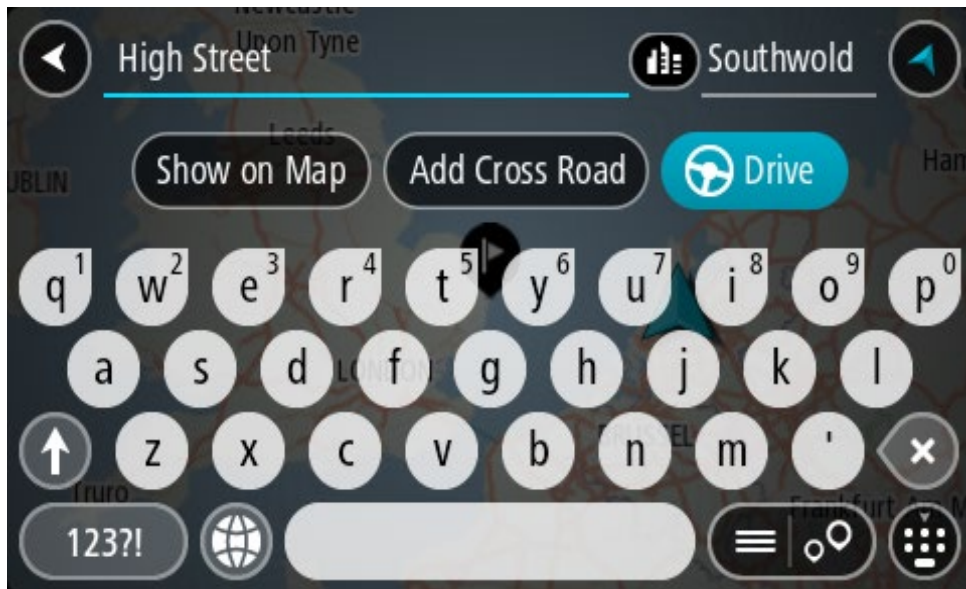 Newcastle
Upon Tyne
High Street
Southwold
Leeds
UBLIN
Show on Map
Add Cross Road
Drive
Ham
q1 w2 e3 r4 t5 y6 u7 i8 o9 p0
a s d f g h j k l
LONDON
z x c v b n m '
BRUSSEL
Truro
Frankfurt Am M
123?!